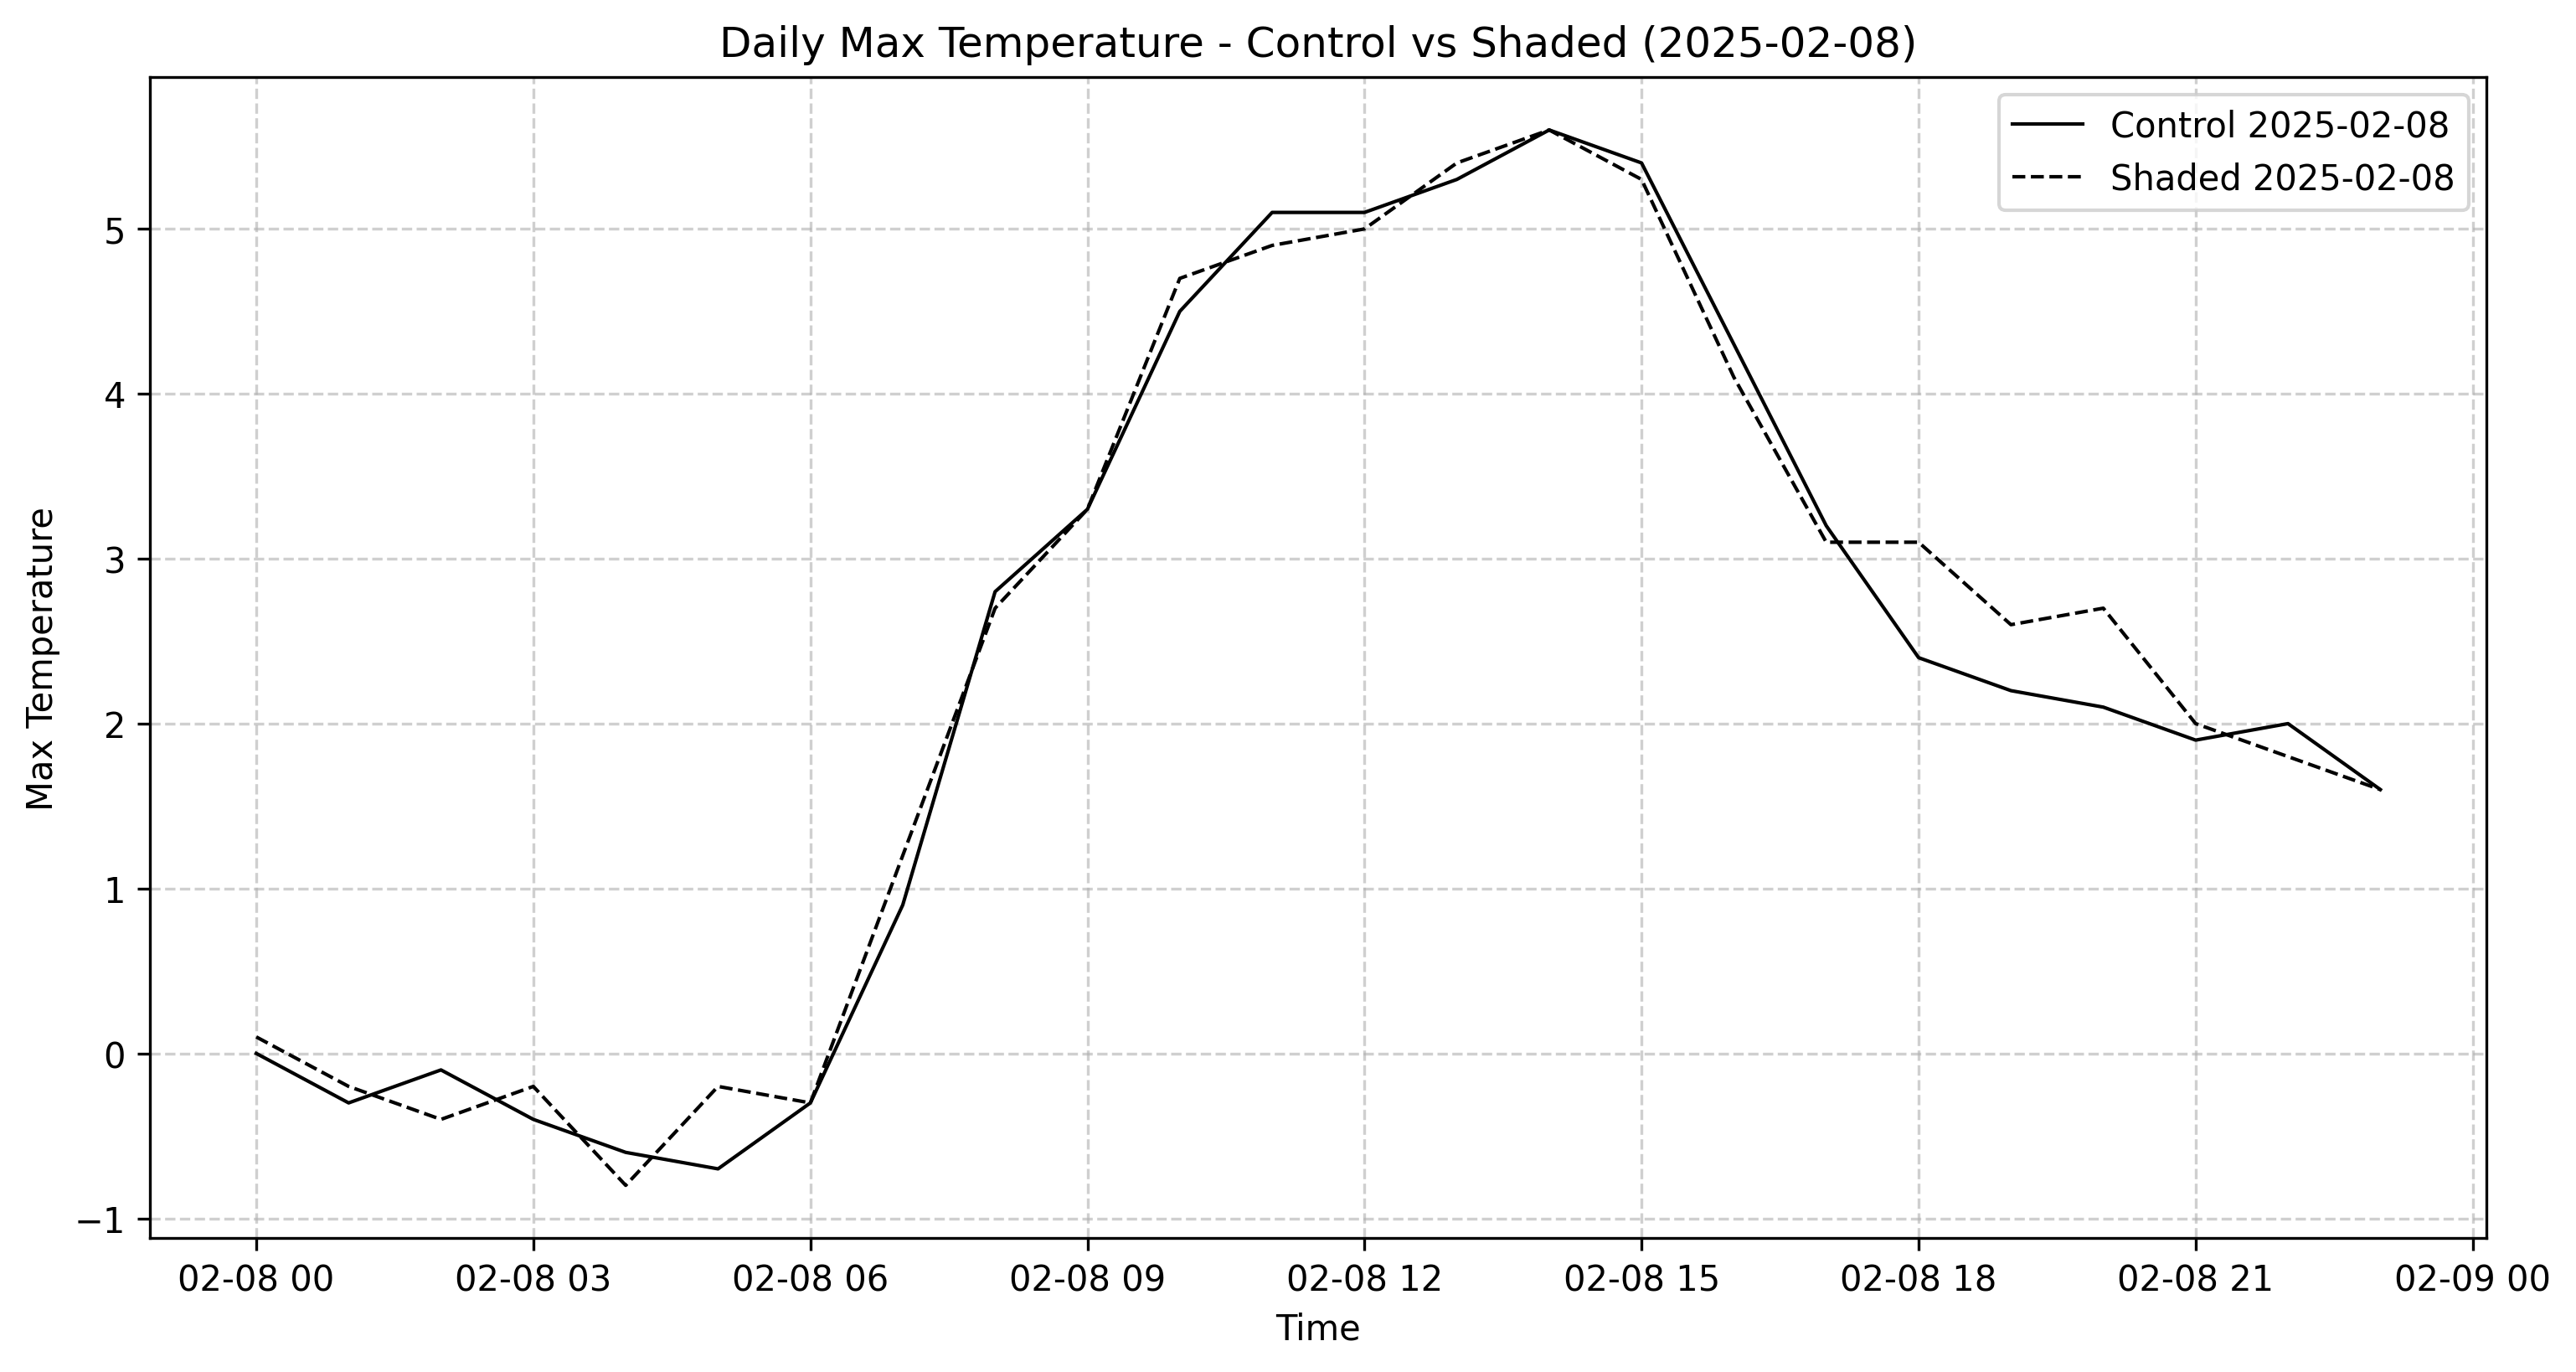 Daily Max Temperature - Control vs Shaded (2025-02-08)
Control 2025-02-08
Shaded 2025-02-08
Max Temperature
5
4
3
2
1
0
−1
02-08 00 02-08 03 02-08 06 02-08 09 02-08 12 02-08 15 02-08 18 02-08 21 02-09 00
Time